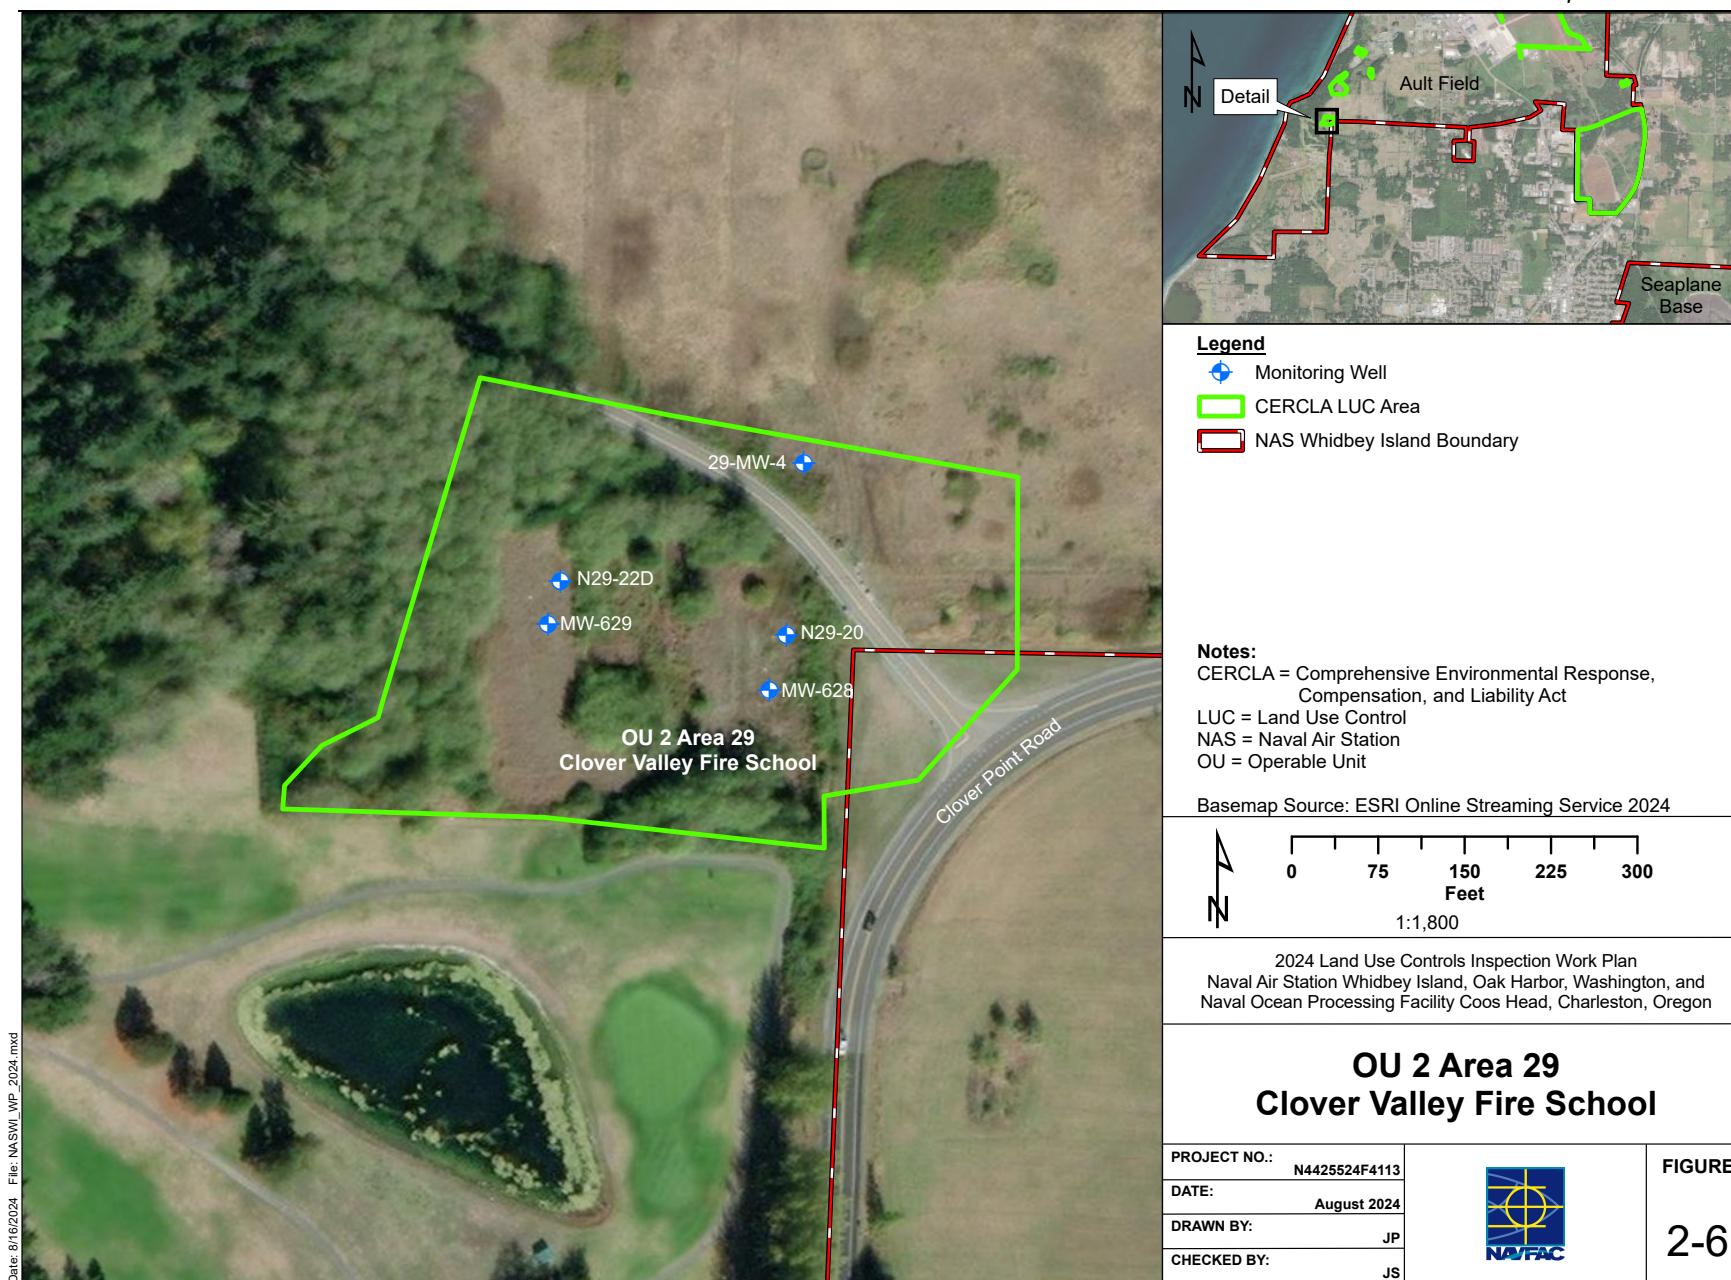 Detail
Ault Field
Seaplane
Base
29-MW-4
N29-22D
MW-629
N29-20
MW-628
OU 2 Area 29
Clover Valley Fire School
Clover Point Road
Legend
Monitoring Well
CERCLA LUC Area
NAS Whidbey Island Boundary
Notes:
CERCLA = Comprehensive Environmental Response,
Compensation, and Liability Act
LUC = Land Use Control
NAS = Naval Air Station
OU = Operable Unit
Basemap Source: ESRI Online Streaming Service 2024
N
N
0 75 150 225 300
Feet
1:1,800
2024 Land Use Controls Inspection Work Plan
Naval Air Station Whidbey Island, Oak Harbor, Washington, and
Naval Ocean Processing Facility Coos Head, Charleston, Oregon
OU 2 Area 29
Clover Valley Fire School
PROJECT NO.:
N4425524F4113
DATE:
August 2024
DRAWN BY:
JP
CHECKED BY:
JS
NAVFAC
FIGURE
2-6
Date: 8/16/2024 File: NASWI_WP_2024.mxd